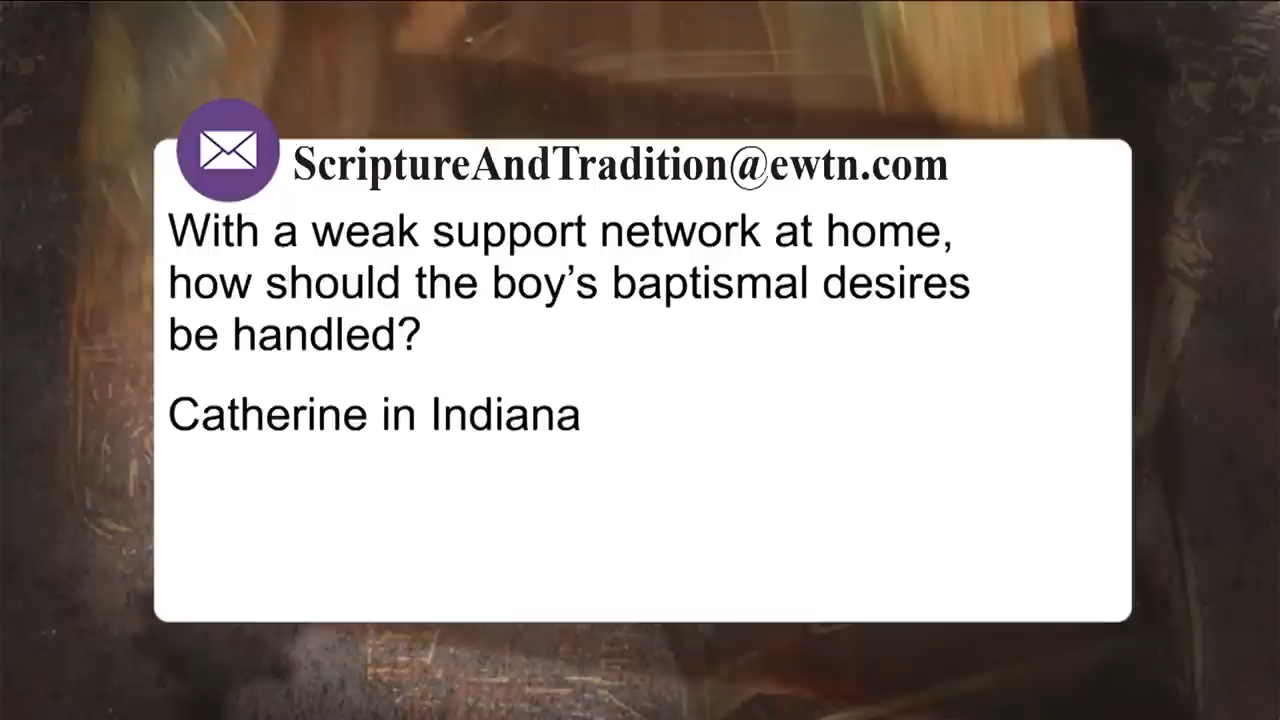 ScriptureAndTradition@ewtn.com
With a weak support network at home,
how should the boy’s baptismal desires
be handled?
Catherine in Indiana